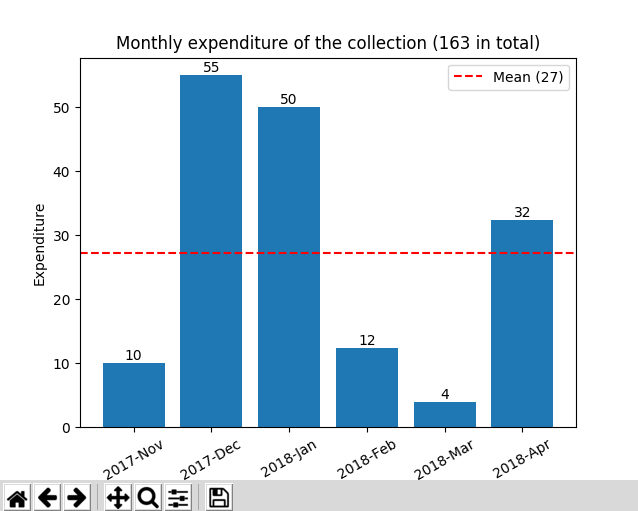 Monthly expenditure of the collection (163 in total)
Mean (27)
Expenditure
50
40
30
20
10
0
10
55
50
12
4
32
2017-Nov
2017-Dec
2018-Jan
2018-Feb
2018-Mar
2018-Apr